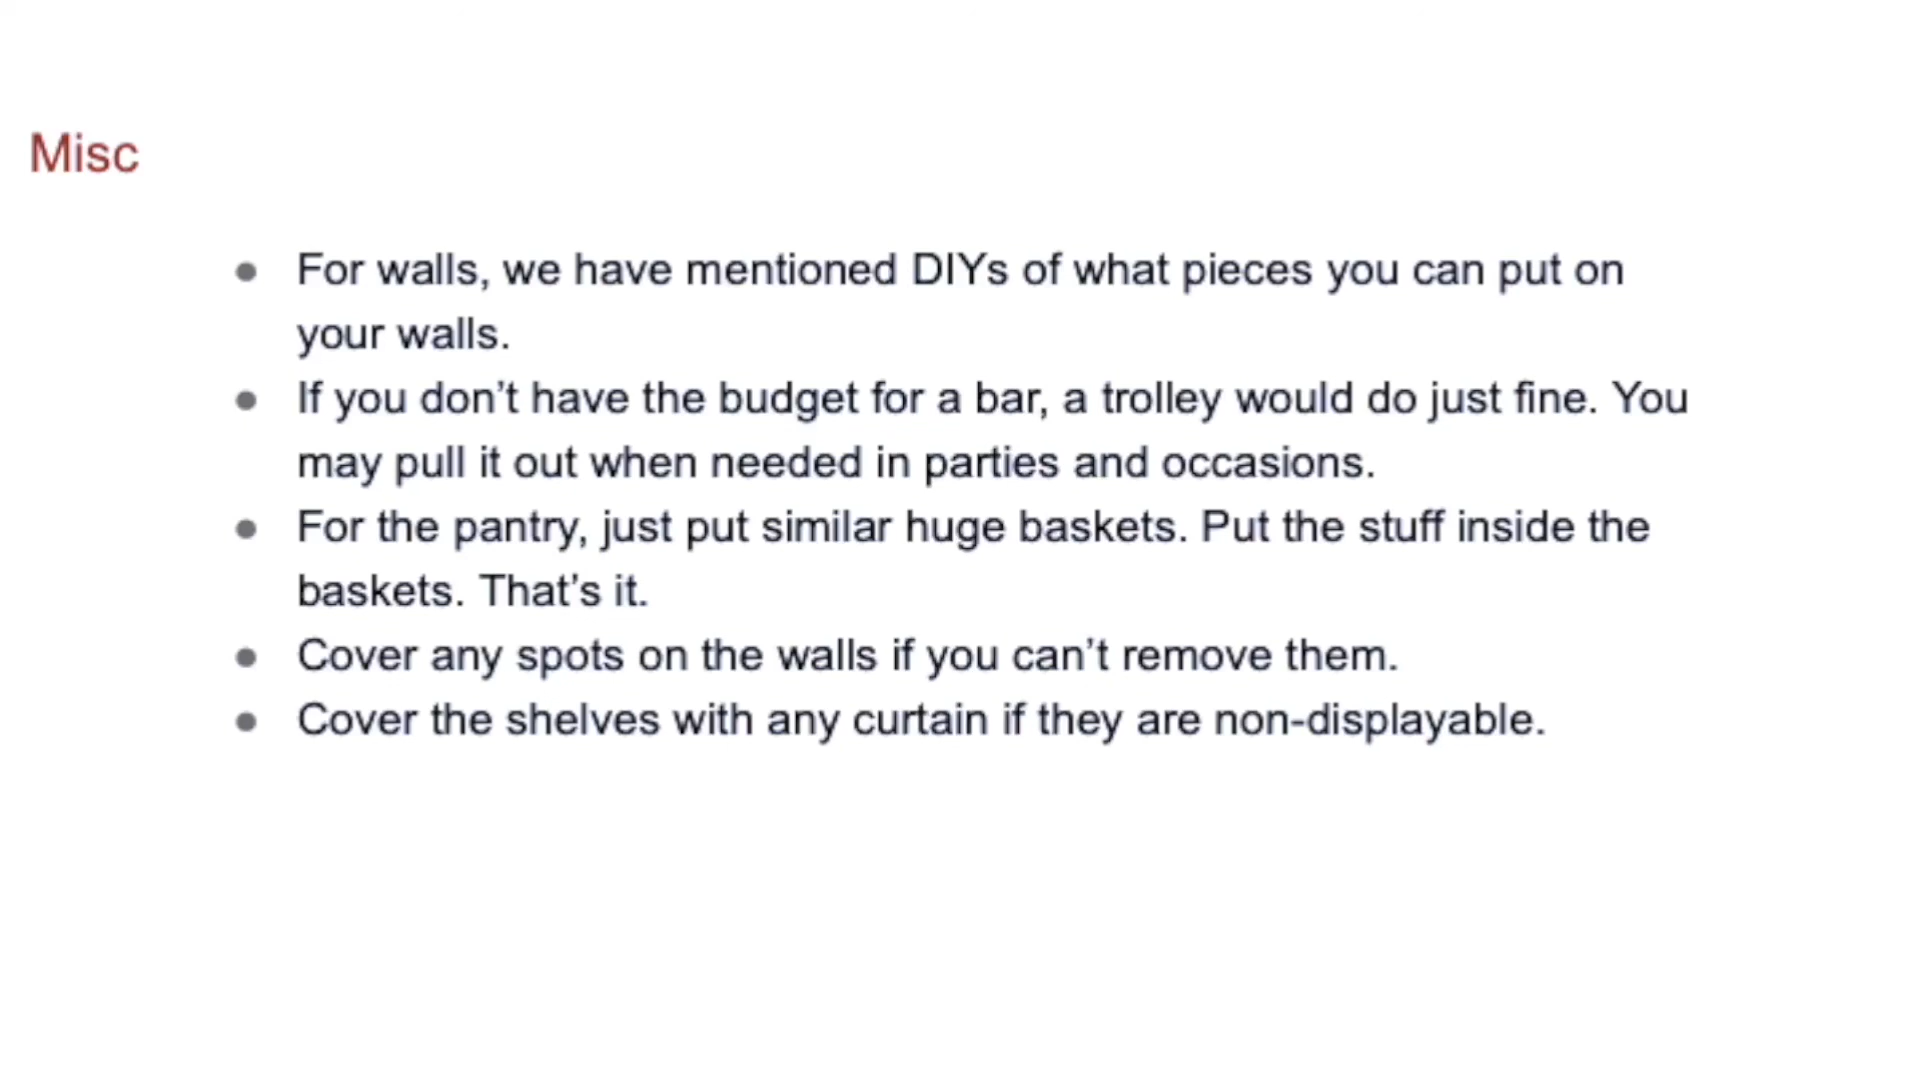 Misc
● For walls, we have mentioned DIYs of what pieces you can put on
your walls.
● If you don’t have the budget for a bar, a trolley would do just fine. You
may pull it out when needed in parties and occasions.
● For the pantry, just put similar huge baskets. Put the stuff inside the
baskets. That’s it.
● Cover any spots on the walls if you can’t remove them.
● Cover the shelves with any curtain if they are non-displayable.